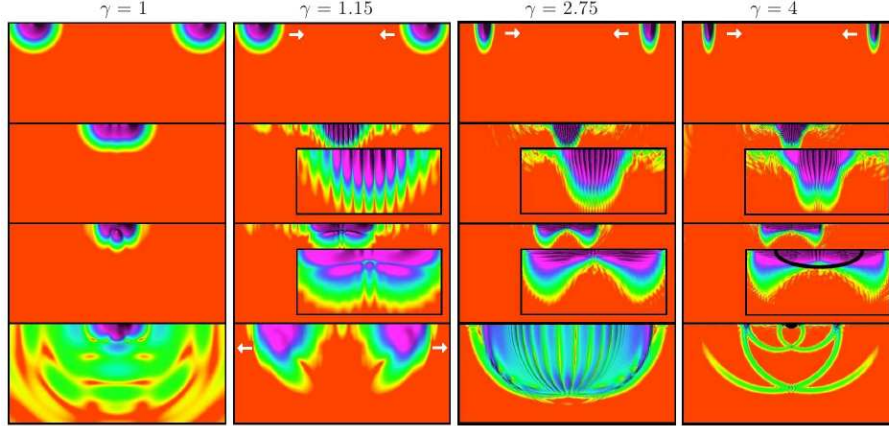 γ = 1
γ = 1.15
γ = 2.75
γ = 4